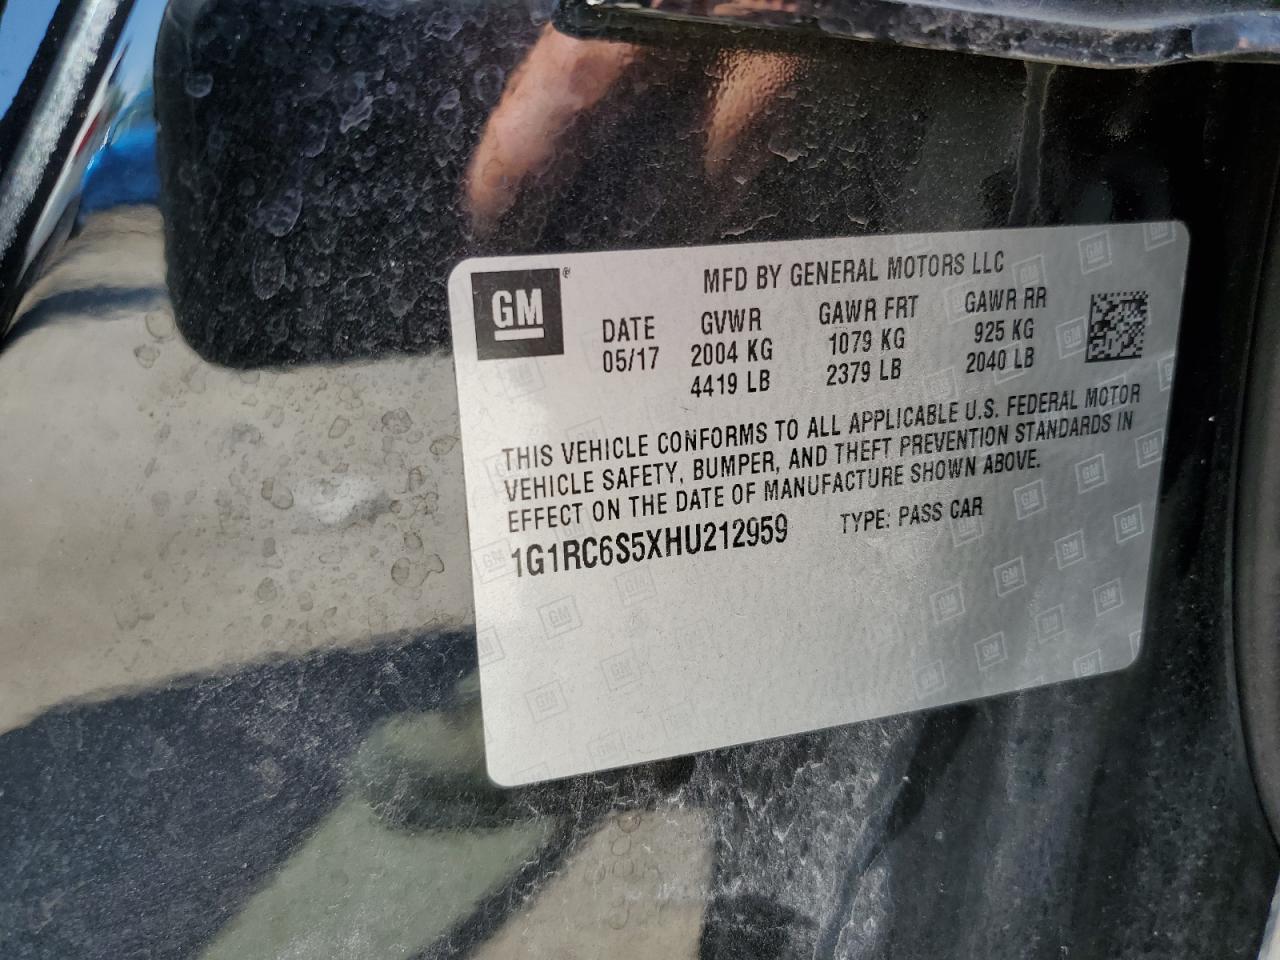 GM®
MFD BY GENERAL MOTORS LLC
DATE GVWR GAWR FRT GAWR RR
05/17 2004 KG 1079 KG 925 KG
4419 LB 2379 LB 2040 LB
THIS VEHICLE CONFORMS TO ALL APPLICABLE U.S. FEDERAL MOTOR
VEHICLE SAFETY, BUMPER, AND THEFT PREVENTION STANDARDS IN
EFFECT ON THE DATE OF MANUFACTURE SHOWN ABOVE.
1G1RC6S5XHU212959 TYPE: PASS CAR